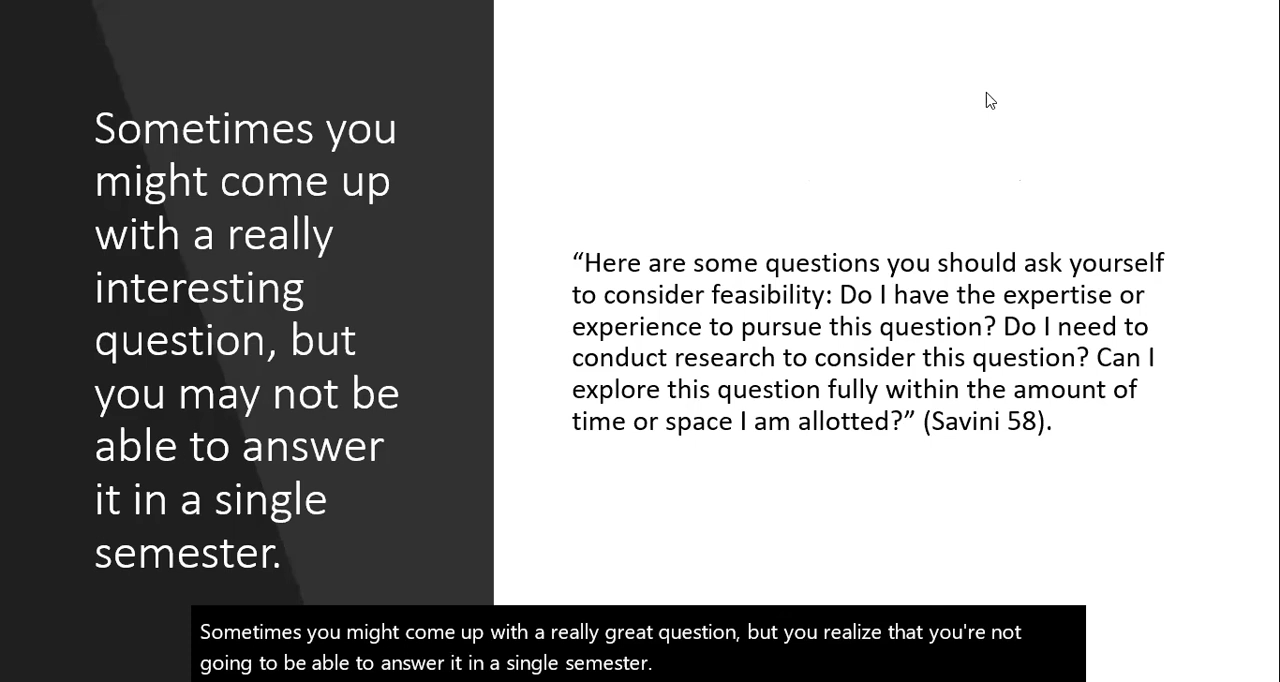 Sometimes you
might come up
with a really
interesting
question, but
you may not be
able to answer
it in a single
semester.
“Here are some questions you should ask yourself
to consider feasibility: Do I have the expertise or
experience to pursue this question? Do I need to
conduct research to consider this question? Can I
explore this question fully within the amount of
time or space I am allotted?” (Savini 58).
Sometimes you might come up with a really great question, but you realize that you're not
going to be able to answer it in a single semester.